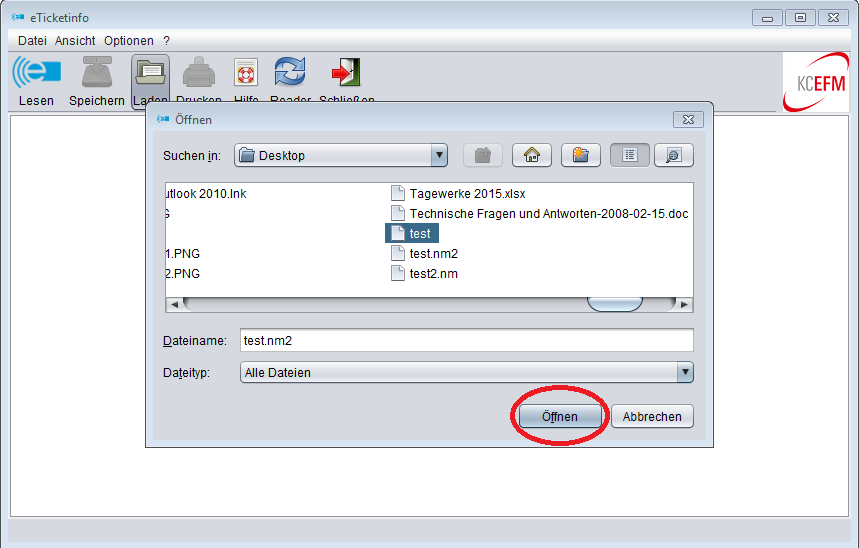 eTicketinfo
Datei Ansicht Optionen ?
Lesen Speichern Laden Drucken Hilfe Reader Schließen
KCEFM
Öffnen
Suchen in: Desktop
utlook 2010.lnk
Tagewerke 2015.xlsx
G
Technische Fragen und Antworten-2008-02-15.doc
test
1.PNG
test.nm2
2.PNG
test2.nm
Dateiname: test.nm2
Dateityp: Alle Dateien
Öffnen Abbrechen